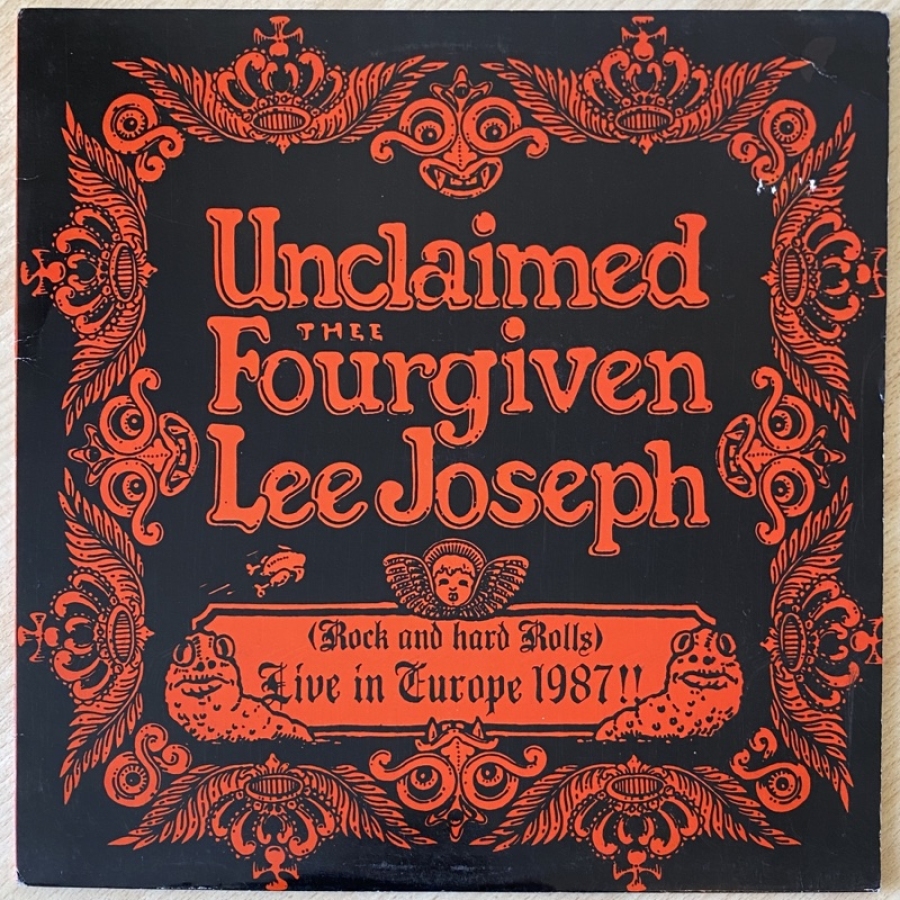 Unclaimed
THEE
Fourgiven
Lee Joseph
(Rock and hard Rolls)
Live in Europe 1987!!